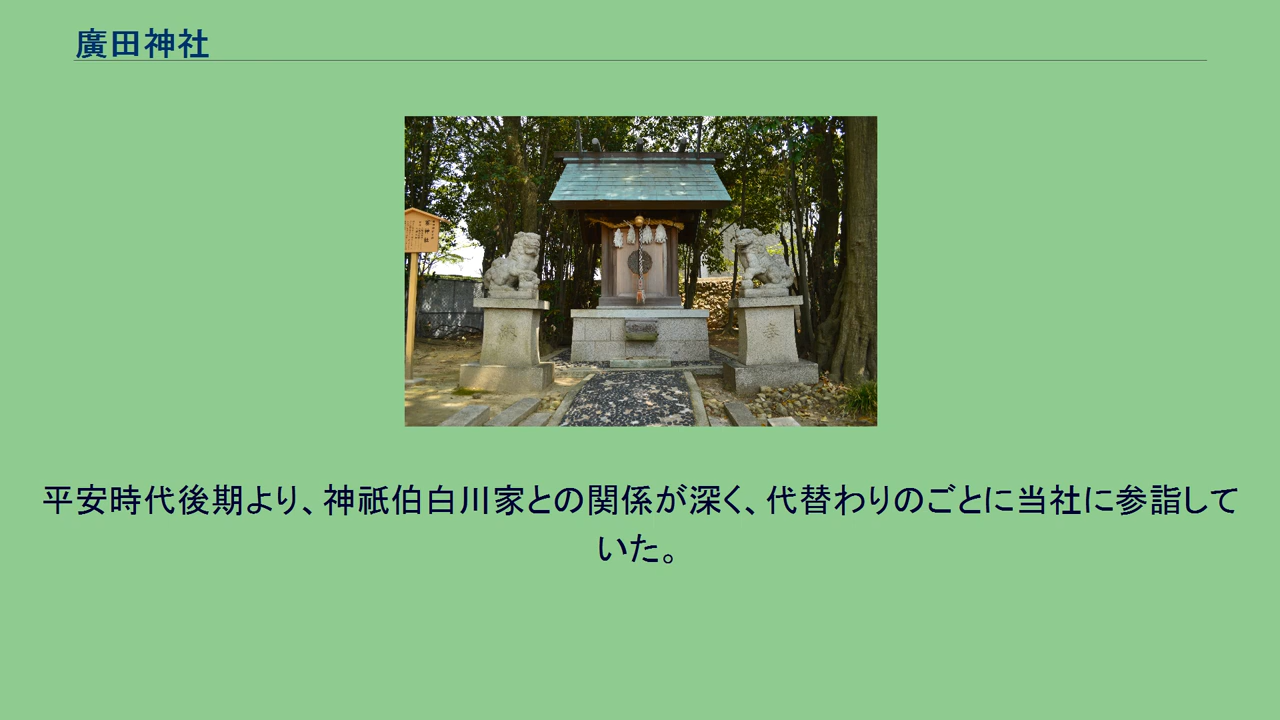 廣田神社
平安時代後期より、神祇伯白川家との関係が深く、代替わりのごとに当社に参詣して
いた。